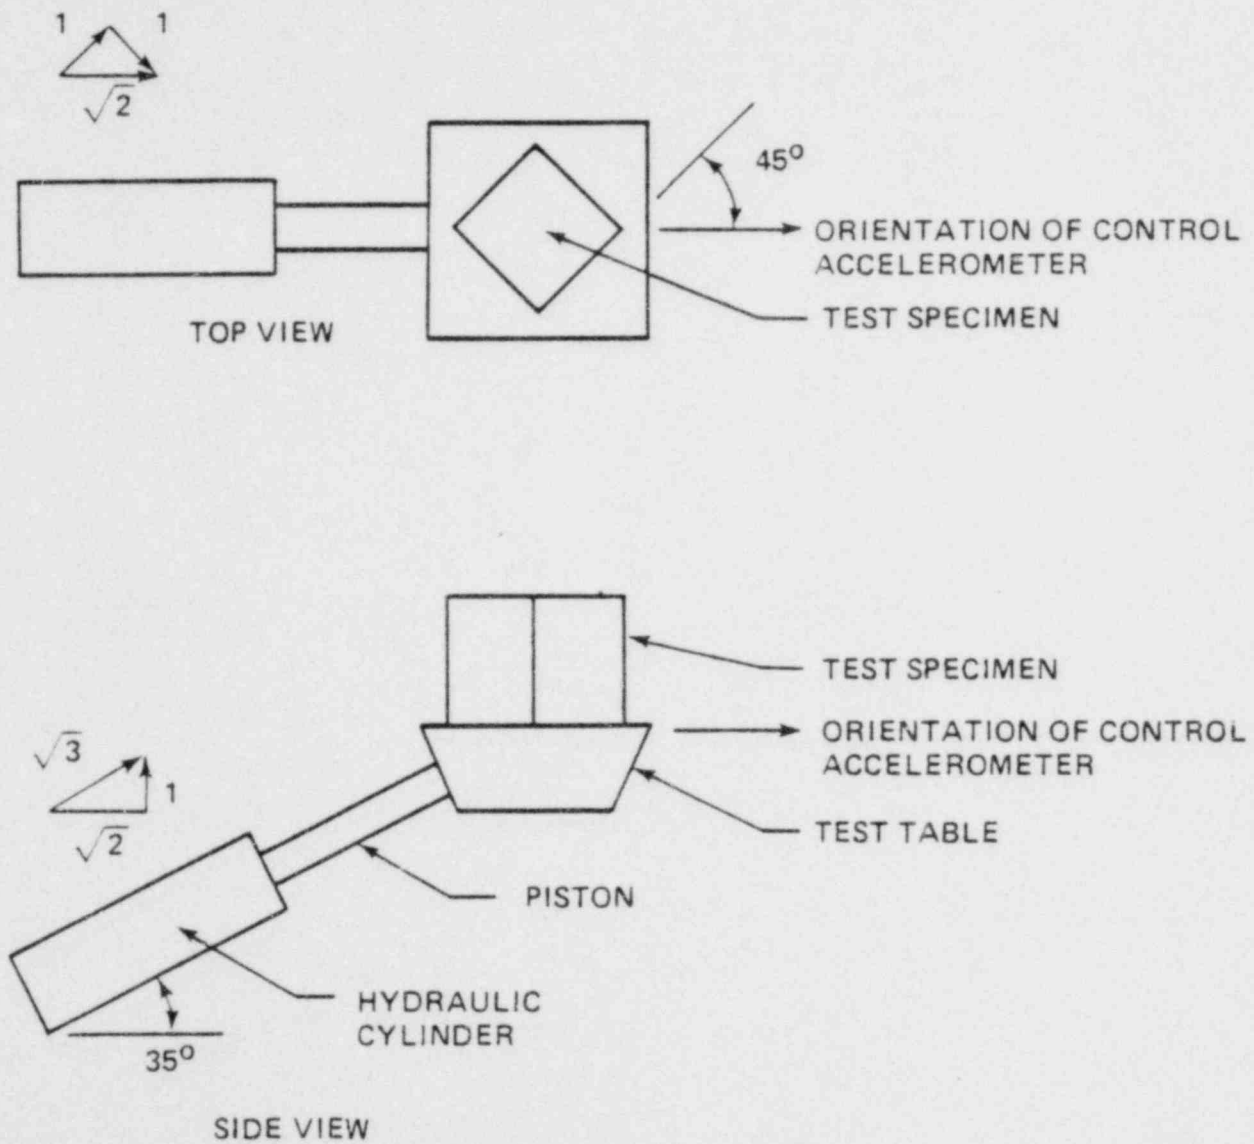 1 1
√2
45°
ORIENTATION OF CONTROL
ACCELEROMETER
TEST SPECIMEN
TOP VIEW
TEST SPECIMEN
ORIENTATION OF CONTROL
ACCELEROMETER
√3
1
√2
TEST TABLE
PISTON
HYDRAULIC
CYLINDER
35°
SIDE VIEW